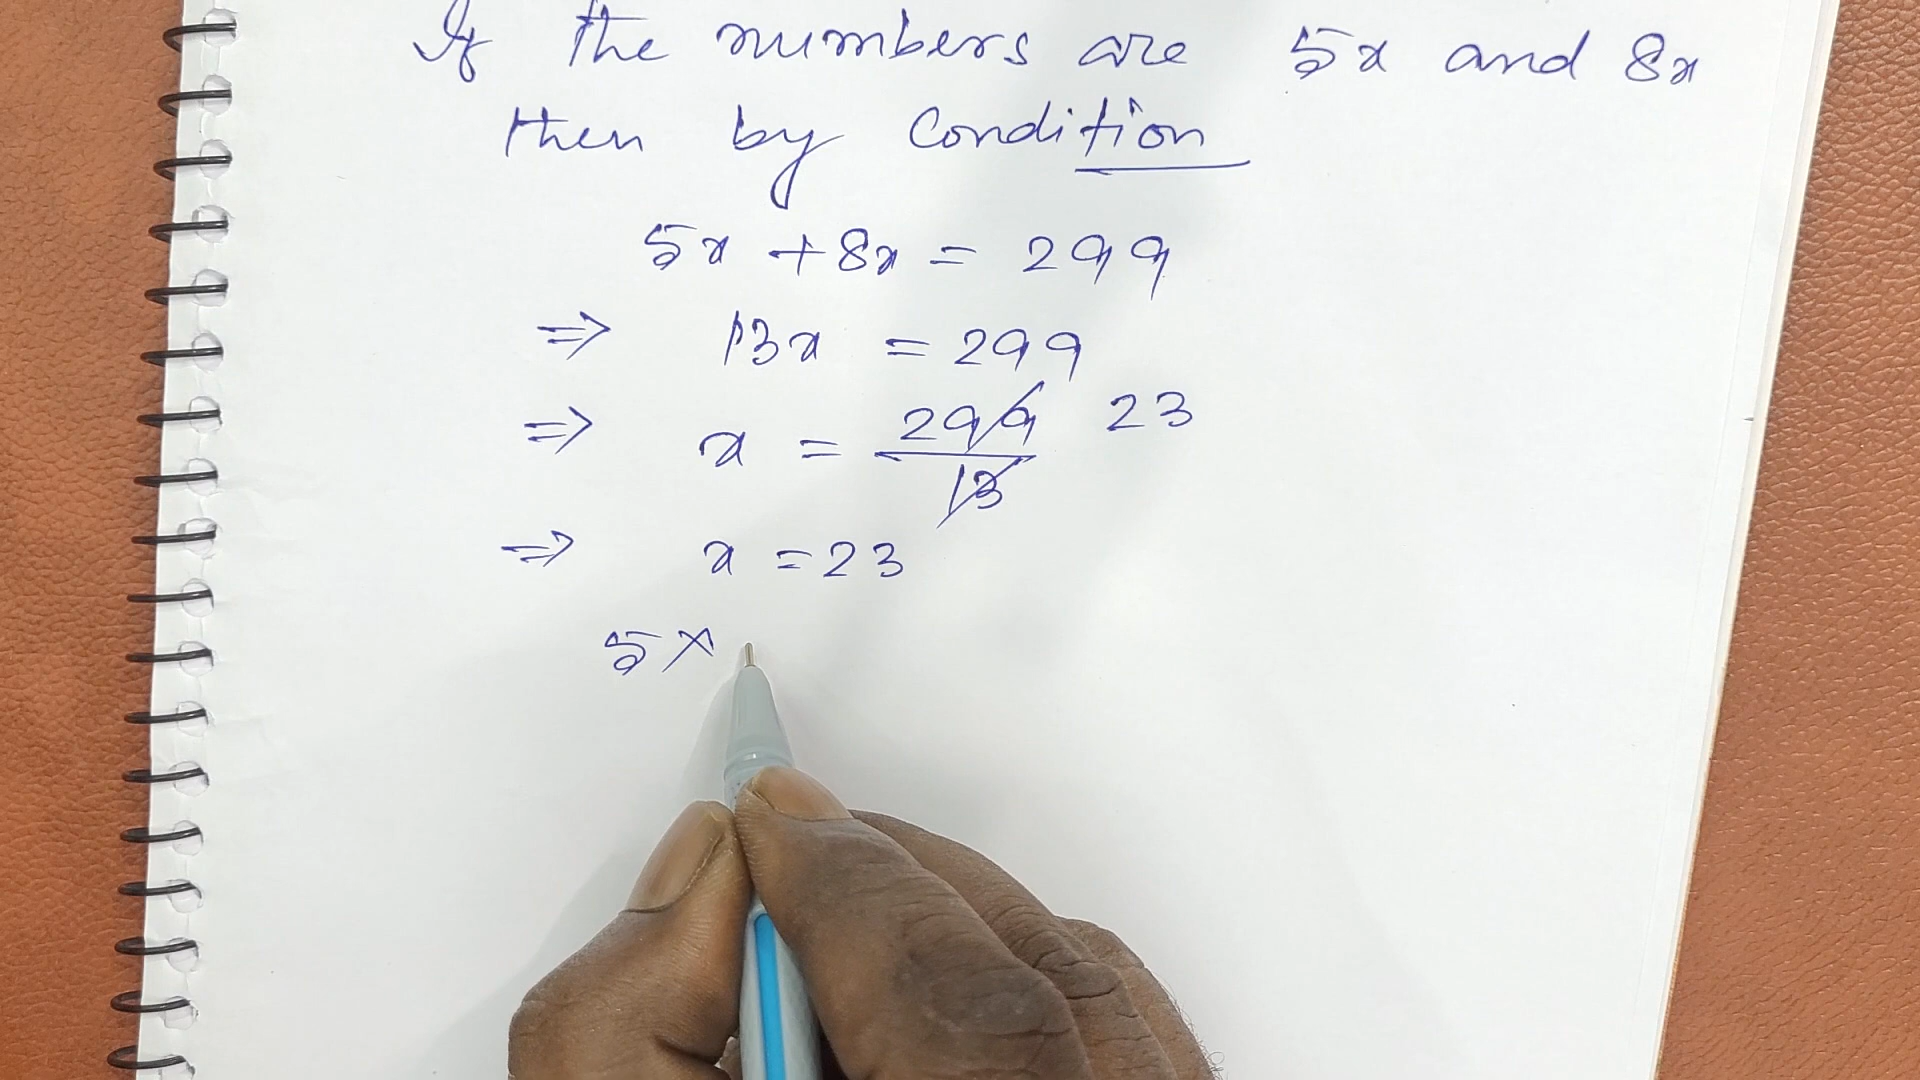 If the numbers are 5x and 8x
then by Condition
5x + 8x = 299
⇒ 13x = 299
⇒ x = 299/13 23
⇒ x = 23
5 ×